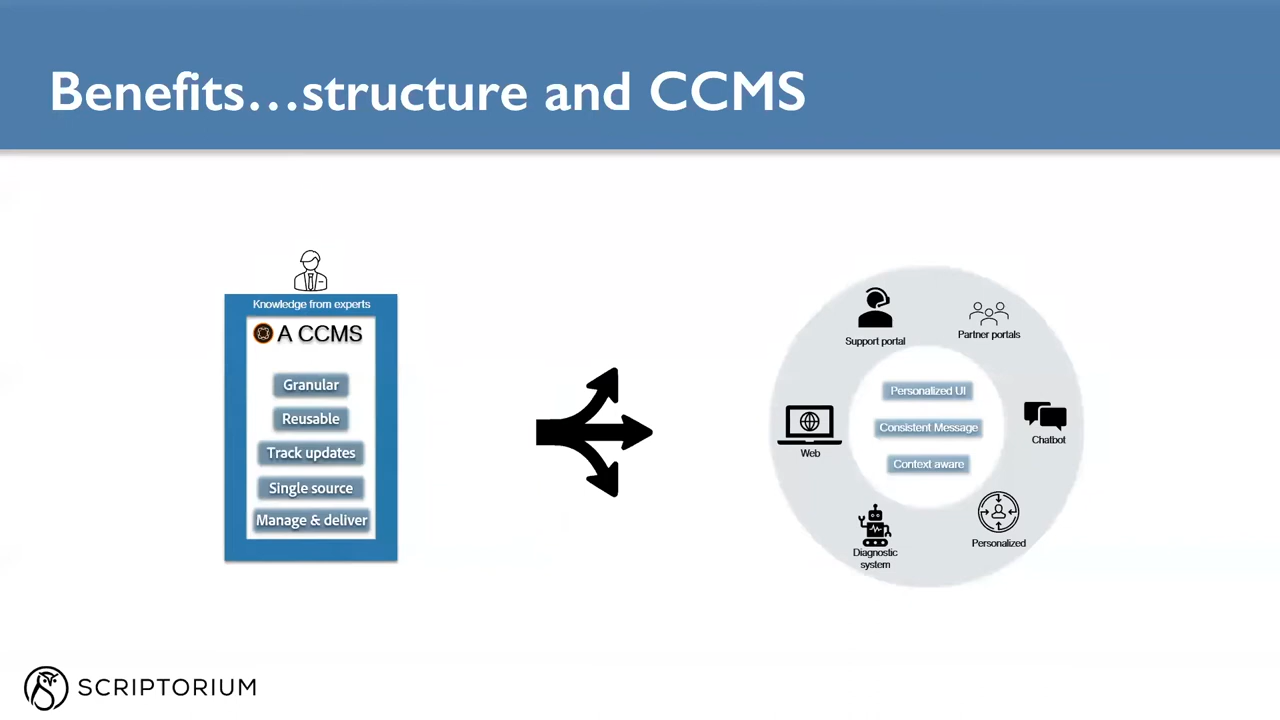 Benefits…structure and CCMS
Knowledge from experts
A CCMS
Granular
Reusable
Track updates
Single source
Manage & deliver
Support portal
Partner portals
Personalized UI
Consistent Message
Context aware
Web
Chatbot
Diagnostic
system
Personalized
SCRIPTORIUM